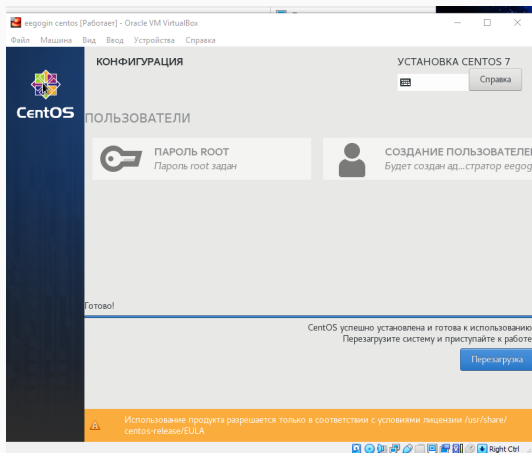 eegogin centos [Работает] - Oracle VM VirtualBox
Файл Машина Вид Ввод Устройства Справка
КОНФИГУРАЦИЯ
УСТАНОВКА CENTOS 7
Справка
CentOS
ПОЛЬЗОВАТЕЛИ
ПАРОЛЬ ROOT
Пароль root задан
СОЗДАНИЕ ПОЛЬЗОВАТЕЛЕ
Будет создан ад...стратор eegog
Готово!
CentOS успешно установлена и готова к использованию
Перезагрузите систему и приступайте к работе
Перезагрузка
Использование продукта разрешается только в соответствии с условиями лицензии /usr/share/
centos-release/EULA
Right Ctrl